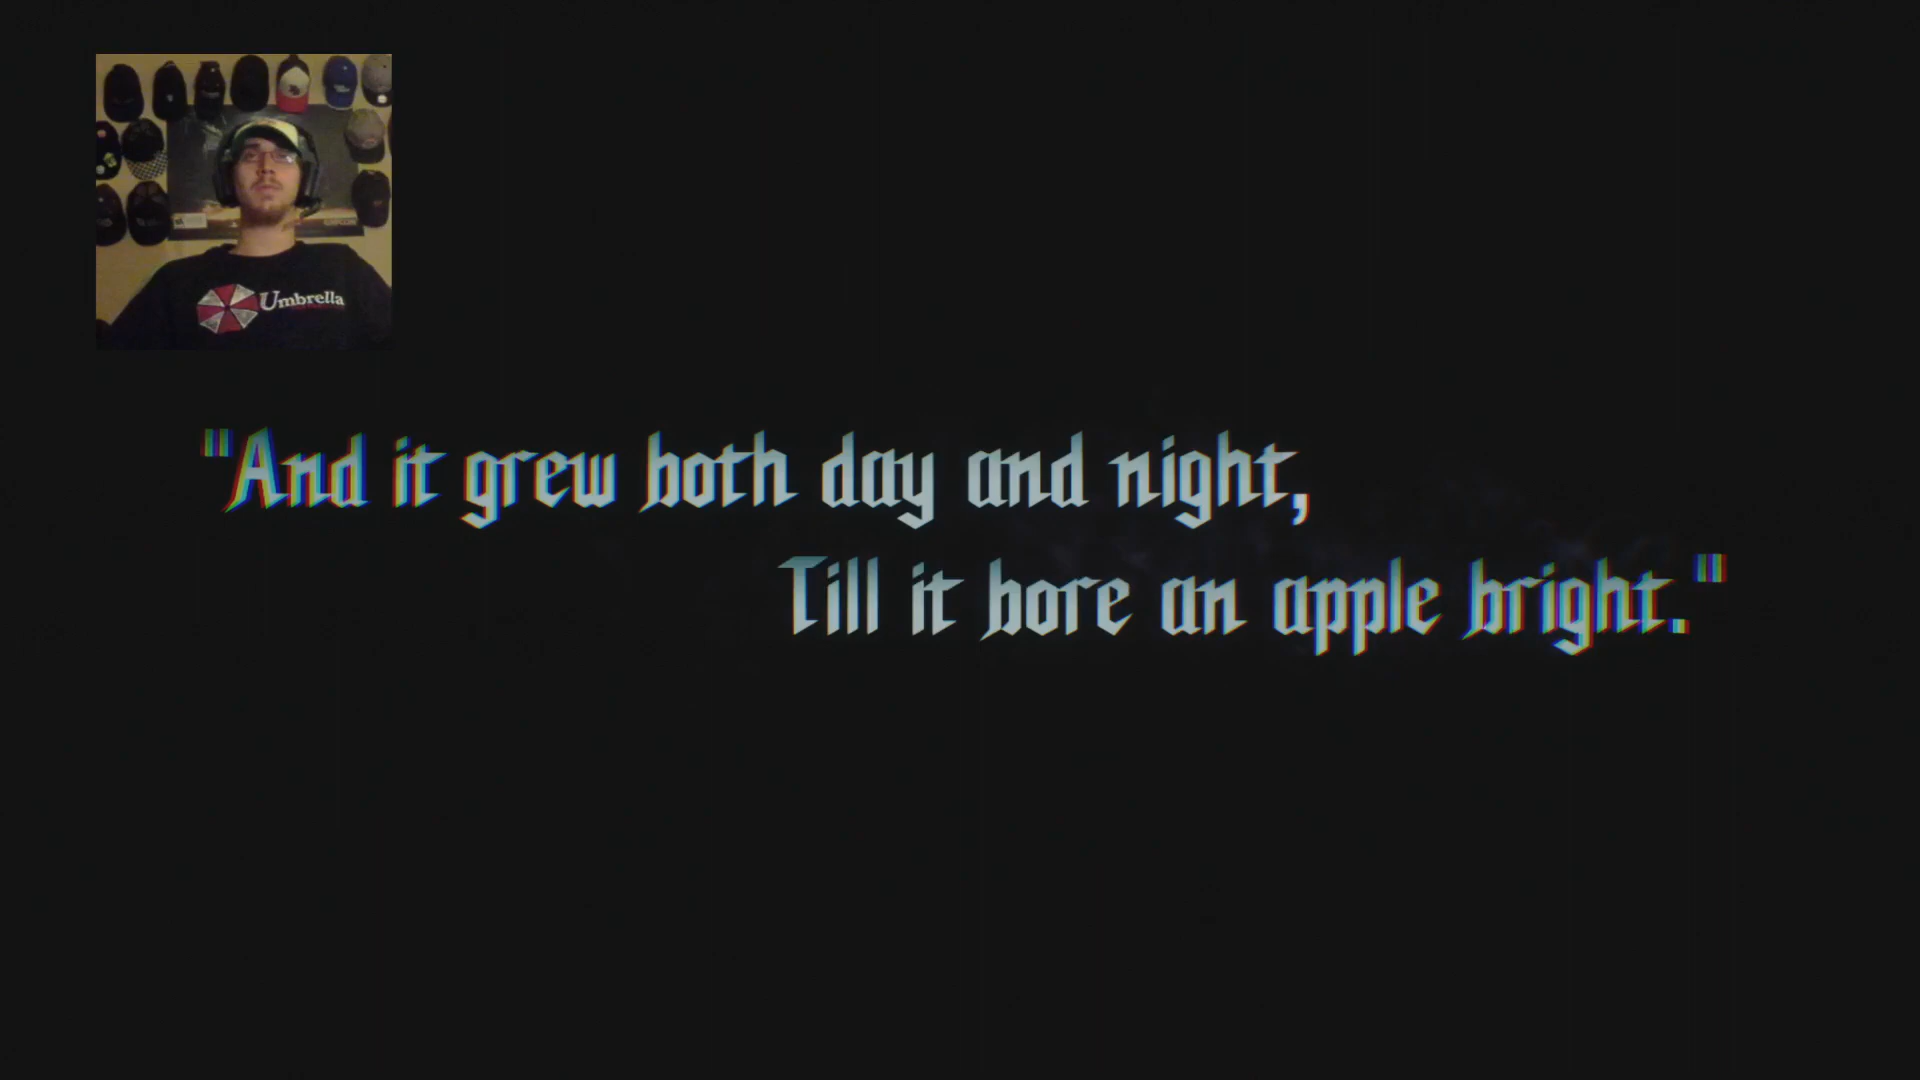 Umbrella
"And it grew both day and night,
Till it bore an apple bright."